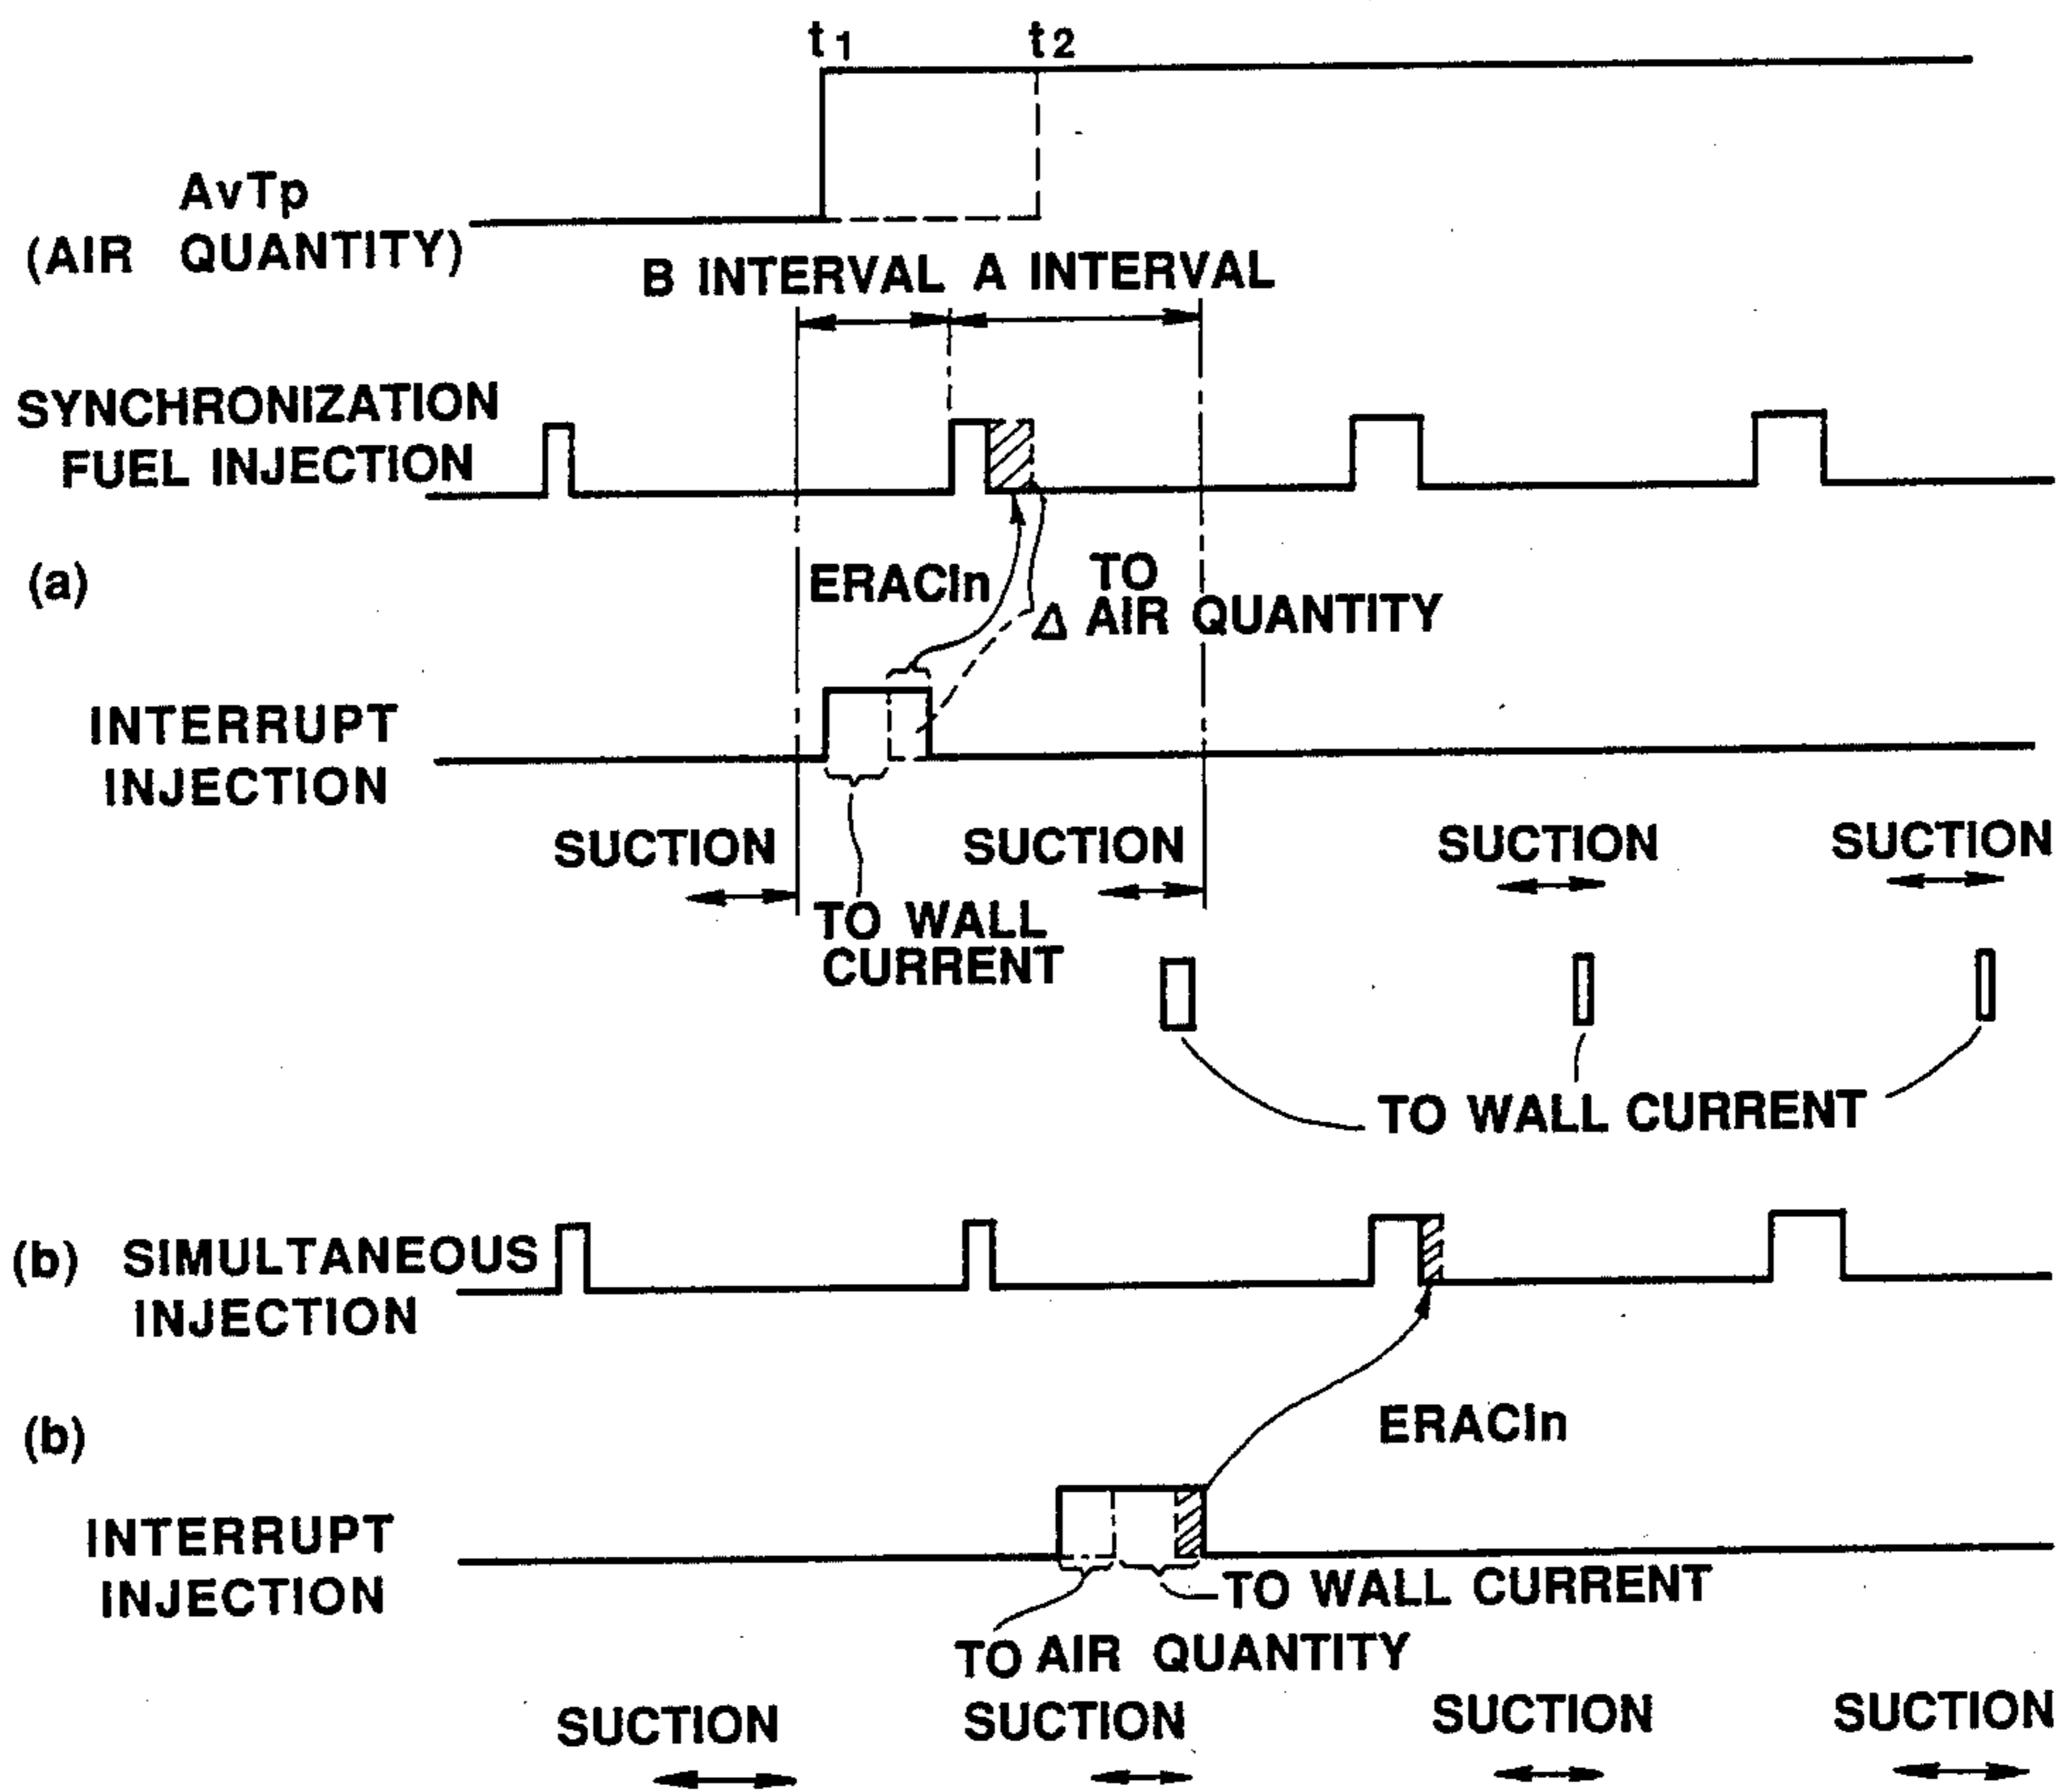 t1
t2
AvTp
(AIR QUANTITY)
B INTERVAL A INTERVAL
SYNCHRONIZATION
FUEL INJECTION
(a)
ERACIn
TO
Δ AIR QUANTITY
INTERRUPT
INJECTION
SUCTION
SUCTION
SUCTION
SUCTION
TO WALL
CURRENT
TO WALL CURRENT
(b) SIMULTANEOUS
INJECTION
ERACIn
(b)
INTERRUPT
INJECTION
TO WALL CURRENT
TO AIR QUANTITY
SUCTION
SUCTION
SUCTION
SUCTION